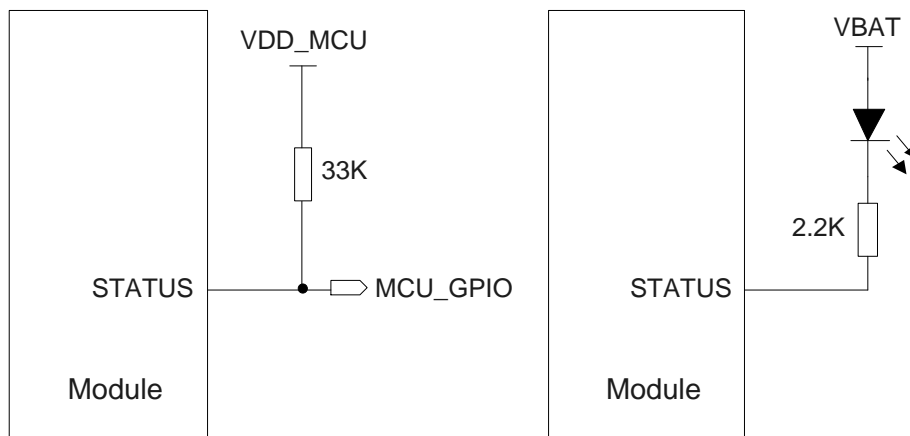 VDD_MCU
33K
STATUS
MCU_GPIO
Module
VBAT
2.2K
STATUS
Module